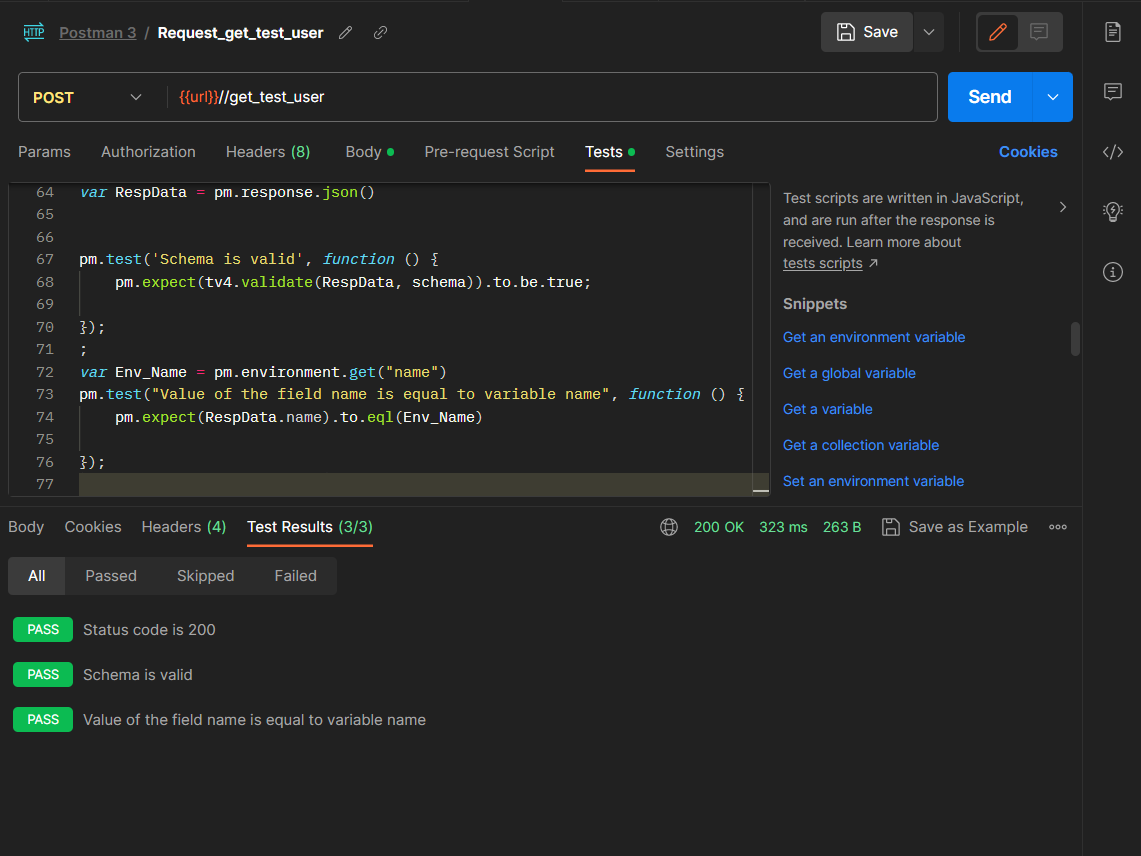 HTTP Postman 3 / Request_get_test_user Save
POST {{url}}//get_test_user Send
Params Authorization Headers (8) Body Pre-request Script Tests Settings Cookies
64 var RespData = pm.response.json()
65
66
67 pm.test('Schema is valid', function () {
68 pm.expect(tv4.validate(RespData, schema)).to.be.true;
69
70 });
71 ;
72 var Env_Name = pm.environment.get("name")
73 pm.test("Value of the field name is equal to variable name", function () {
74 pm.expect(RespData.name).to.eql(Env_Name)
75
76 });
77
Test scripts are written in JavaScript,
and are run after the response is
received. Learn more about
tests scripts ↗
Snippets
Get an environment variable
Get a global variable
Get a variable
Get a collection variable
Set an environment variable
Body Cookies Headers (4) Test Results (3/3) 200 OK 323 ms 263 B Save as Example
All Passed Skipped Failed
PASS Status code is 200
PASS Schema is valid
PASS Value of the field name is equal to variable name